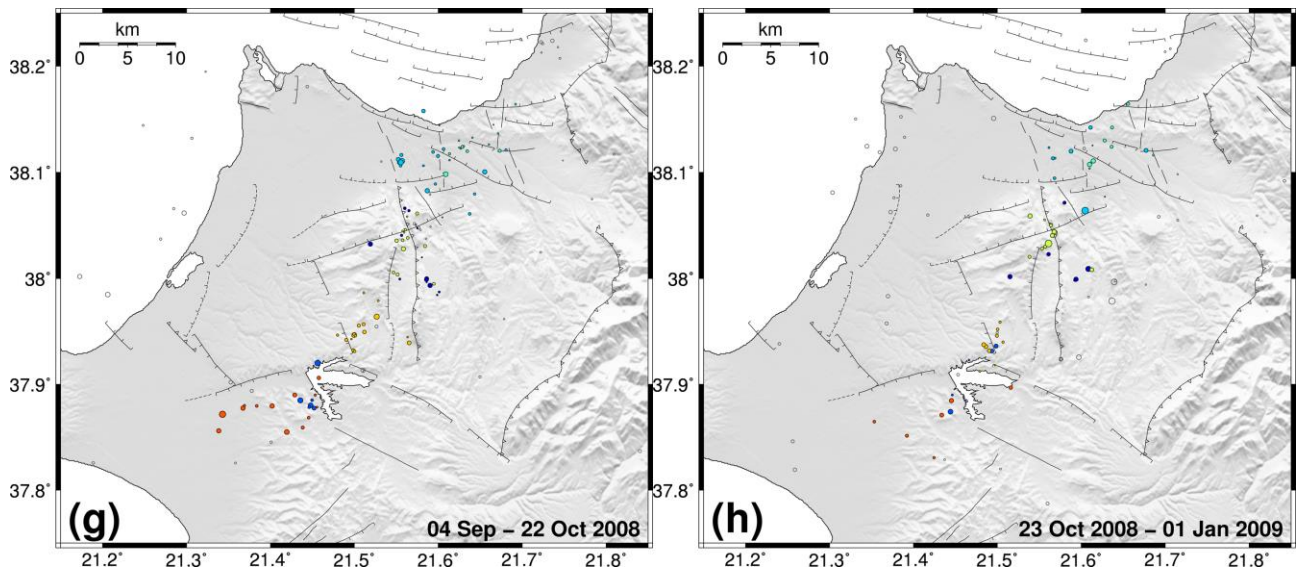 km
0 5 10
38.2˚
38.1˚
38˚
37.9˚
37.8˚
(g)
04 Sep – 22 Oct 2008
21.2˚ 21.3˚ 21.4˚ 21.5˚ 21.6˚ 21.7˚ 21.8˚
km
0 5 10
38.2˚
38.1˚
38˚
37.9˚
37.8˚
(h)
23 Oct 2008 – 01 Jan 2009
21.2˚ 21.3˚ 21.4˚ 21.5˚ 21.6˚ 21.7˚ 21.8˚